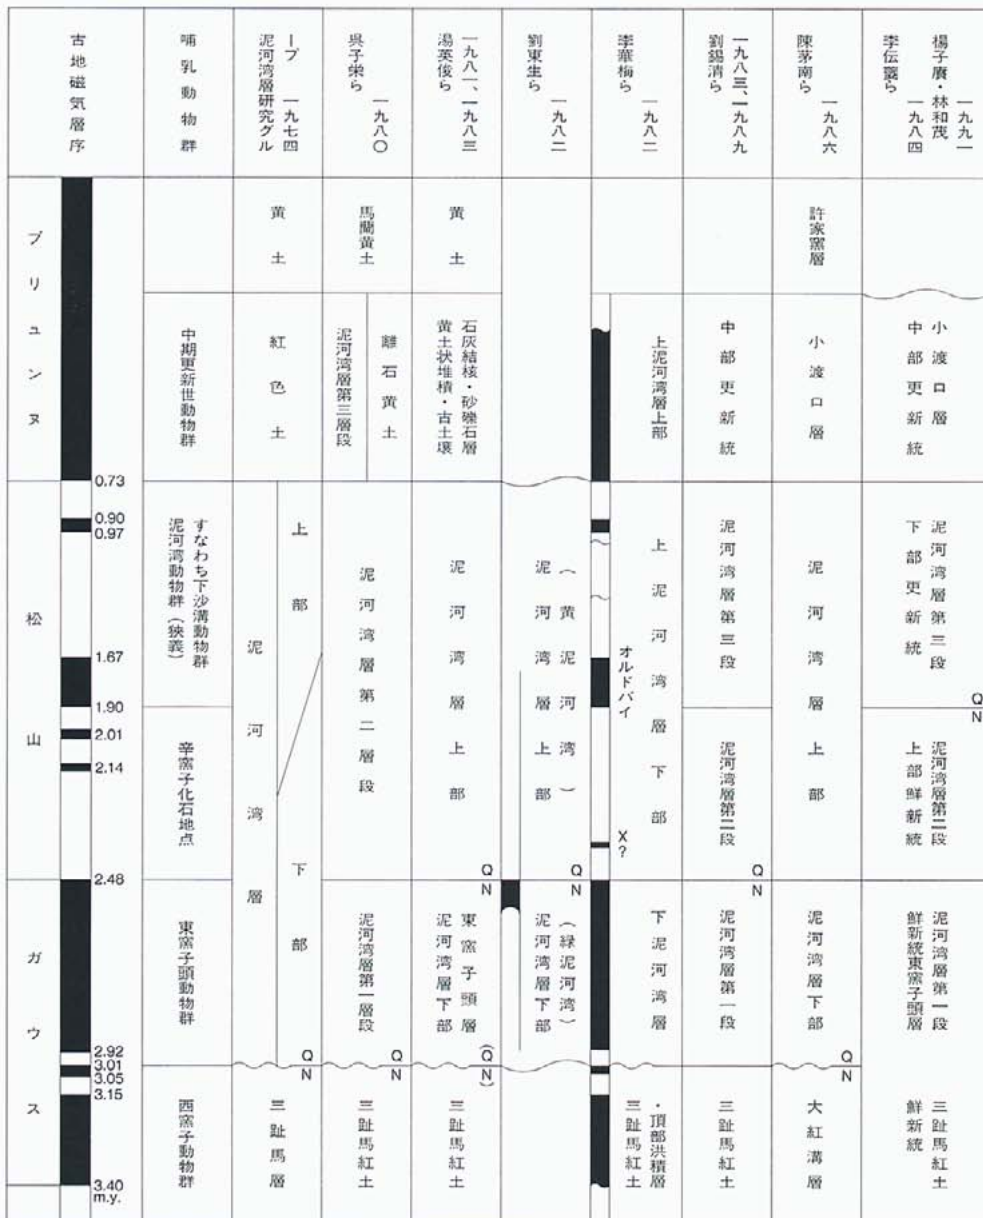 古地磁気層序
ブリュンヌ
松山
ガウス
0.73
0.90
0.97
1.67
1.90
2.01
2.14
2.48
2.92
3.01
3.05
3.15
3.40
m.y.
哺乳動物群
中期更新世動物群
泥河湾動物群（狭義）
すなわち下沙溝動物群
辛窯子化石地点
東窯子頭動物群
西窯子動物群
泥河湾層研究グル
ープ 一九七四
黄土
紅色土
泥河湾層
上部
下部
Q
N
三趾馬層
呉子栄ら
一九八〇
馬蘭黄土
泥河湾層第三層段
離石黄土
泥河湾層第二層段
泥河湾層第一層段
Q
N
三趾馬紅土
湯英俊ら
一九八一、一九八三
黄土
黄土状堆積・古土壌
石灰結核・砂礫石層
泥河湾層上部
Q
N
泥河湾層下部
東窯子頭層
(Q
N)
三趾馬紅土
劉東生ら
一九八二
泥河湾層上部
（黄泥河湾）
Q
N
泥河湾層下部
（緑泥河湾）
李華梅ら
一九八二
上泥河湾層上部
オルドバイ
X?
上泥河湾層下部
下泥河湾層
三趾馬紅土
・頂部洪積層
劉錫清ら
一九八三、一九八九
中部更新統
泥河湾層第三段
泥河湾層第二段
Q
N
泥河湾層第一段
三趾馬紅土
陳茅南ら
一九八六
許家窯層
小渡口層
泥河湾層上部
泥河湾層下部
Q
N
大紅溝層
李伝夔ら 一九八四
楊子賡・林和茂 一九九一
中部更新統
小渡口層
下部更新統
泥河湾層第三段
Q
N
上部鮮新統
泥河湾層第二段
鮮新統東窯子頭層
泥河湾層第一段
鮮新統
三趾馬紅土